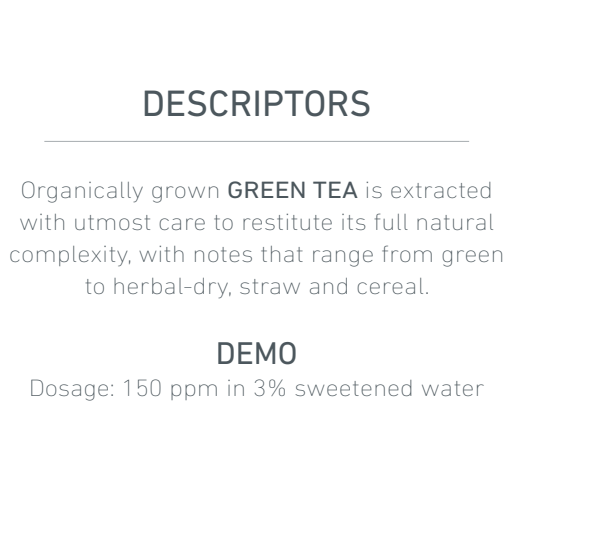 DESCRIPTORS
Organically grown GREEN TEA is extracted
with utmost care to restitute its full natural
complexity, with notes that range from green
to herbal-dry, straw and cereal.
DEMO
Dosage: 150 ppm in 3% sweetened water